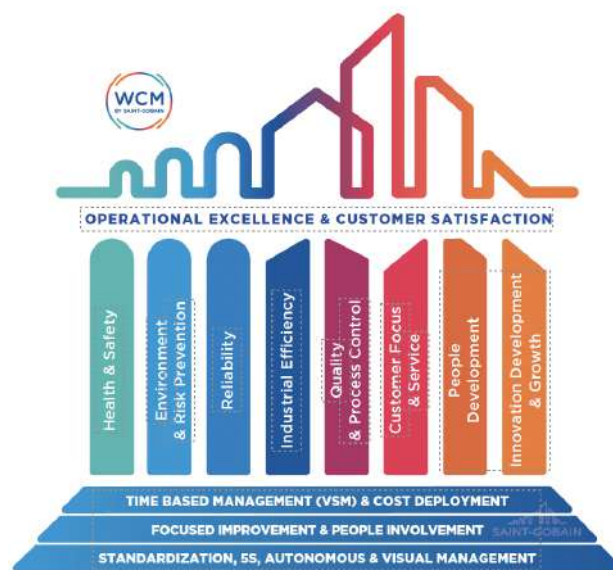 WCM
BY SAINT-GOBAIN
OPERATIONAL EXCELLENCE & CUSTOMER SATISFACTION
Health & Safety
Environment
& Risk Prevention
Reliability
Industrial Efficiency
Quality
& Process Control
Customer Focus
& Service
People
Development
Innovation Development
& Growth
TIME BASED MANAGEMENT (VSM) & COST DEPLOYMENT
FOCUSED IMPROVEMENT & PEOPLE INVOLVEMENT
SAINT-GOBAIN
STANDARDIZATION, 5S, AUTONOMOUS & VISUAL MANAGEMENT